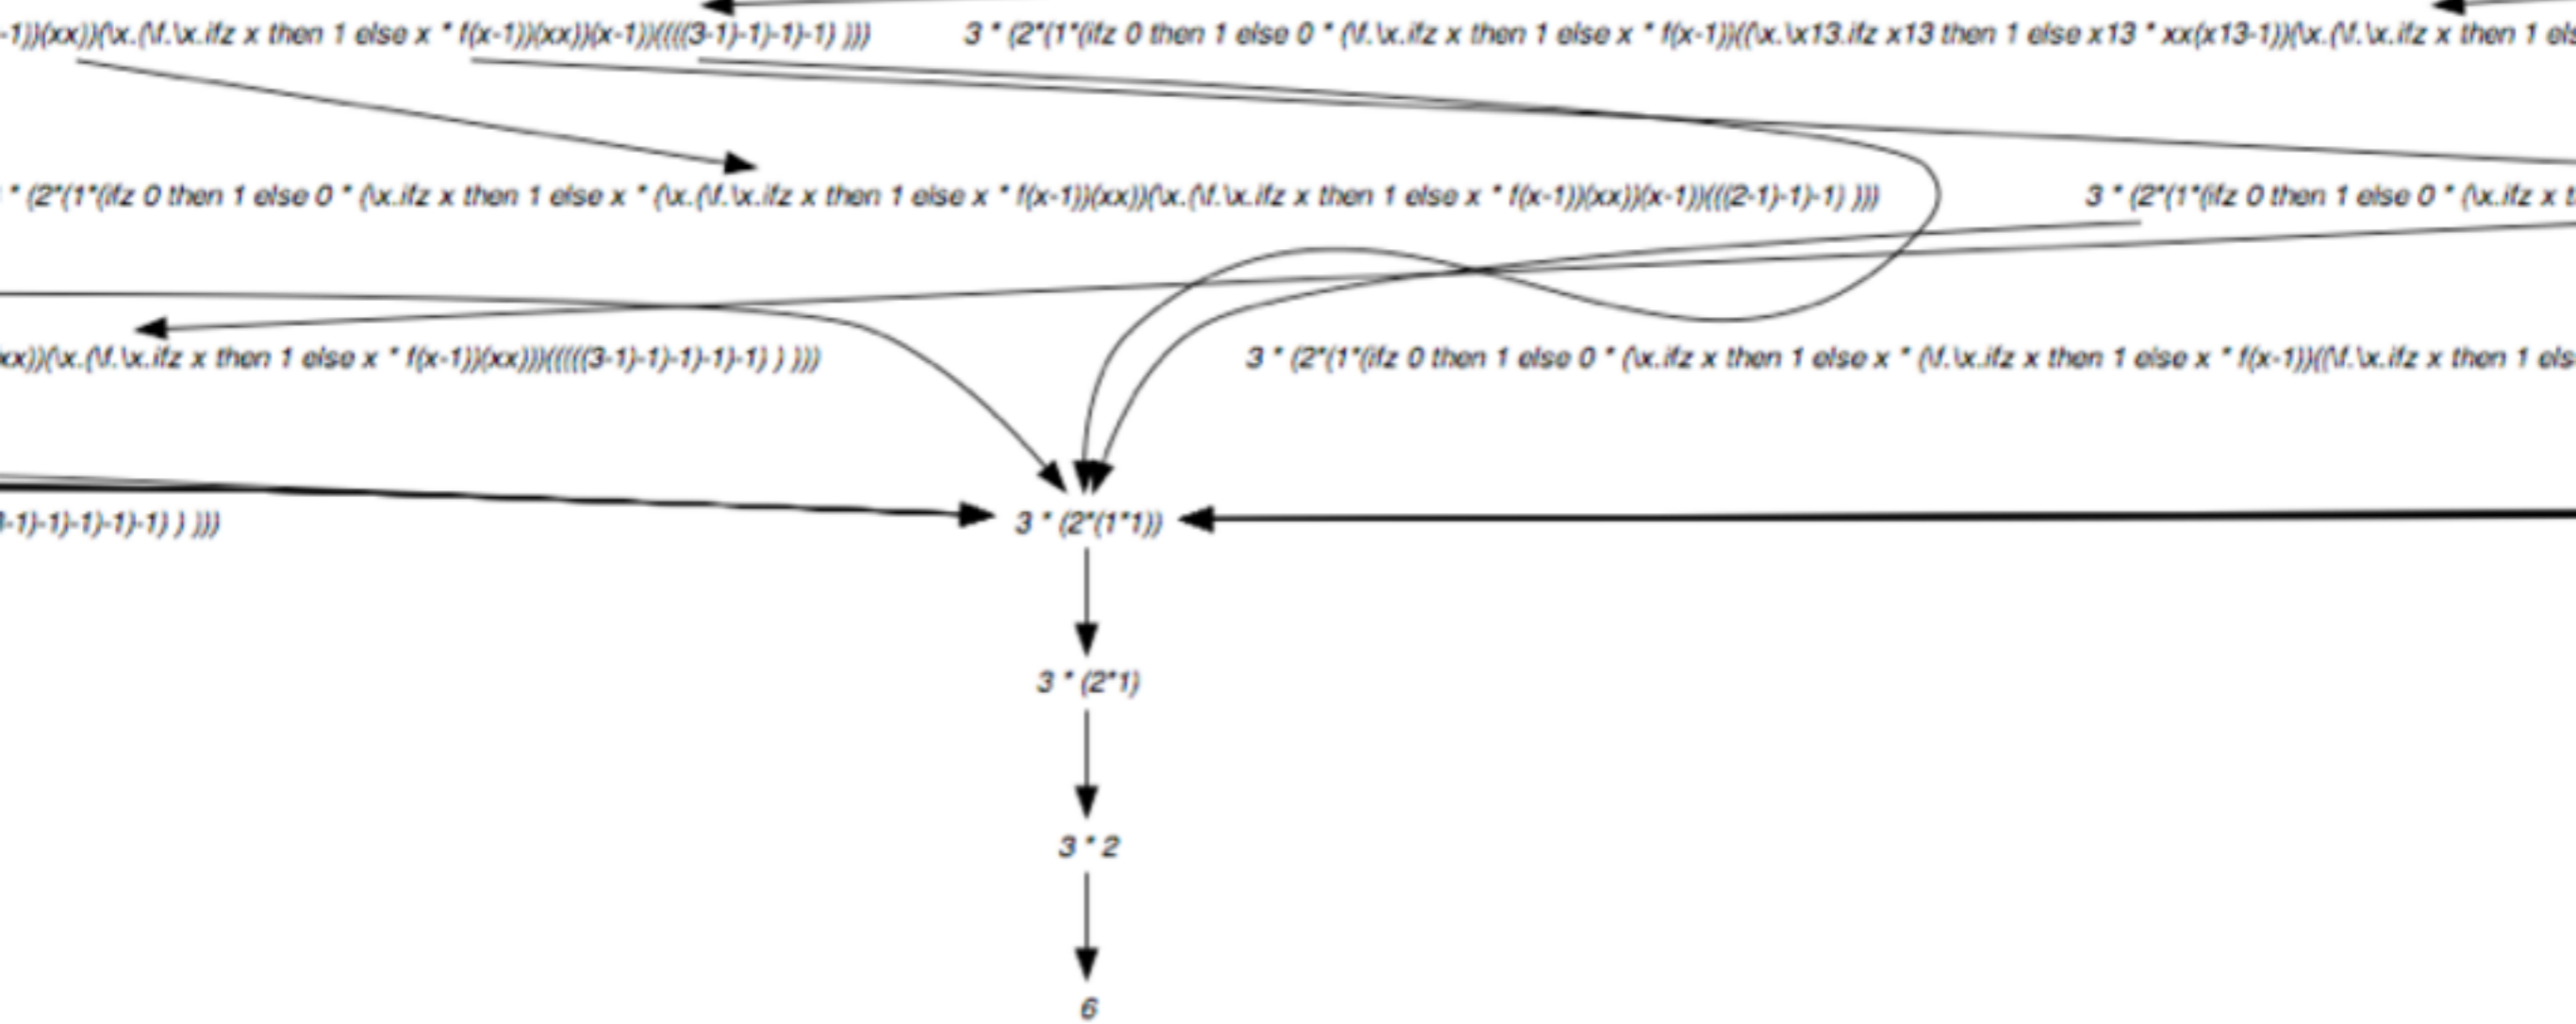 -1))(xx))(\x.(\f.\x.ifz x then 1 else x * f(x-1))(xx))(x-1))((((3-1)-1)-1)-1) )))
3 * (2*(1*(ifz 0 then 1 else 0 * (\f.\x.ifz x then 1 else x * f(x-1))((\x.\x13.ifz x13 then 1 else x13 * xx(x13-1))(\x.(\f.\x.ifz x then 1 els
* (2*(1*(ifz 0 then 1 else 0 * (\x.ifz x then 1 else x * (\x.(\f.\x.ifz x then 1 else x * f(x-1))(xx))(\x.(\f.\x.ifz x then 1 else x * f(x-1))(xx))(x-1))(((2-1)-1)-1) )))
3 * (2*(1*(ifz 0 then 1 else 0 * (\x.ifz x t
xx))(\x.(\f.\x.ifz x then 1 else x * f(x-1))(xx)))(((((3-1)-1)-1)-1)-1) ) )))
3 * (2*(1*(ifz 0 then 1 else 0 * (\x.ifz x then 1 else x * (\f.\x.ifz x then 1 else x * f(x-1))((\f.\x.ifz x then 1 els
-1)-1)-1)-1)-1) ) )))
3 * (2*(1*1))
3 * (2*1)
3 * 2
6